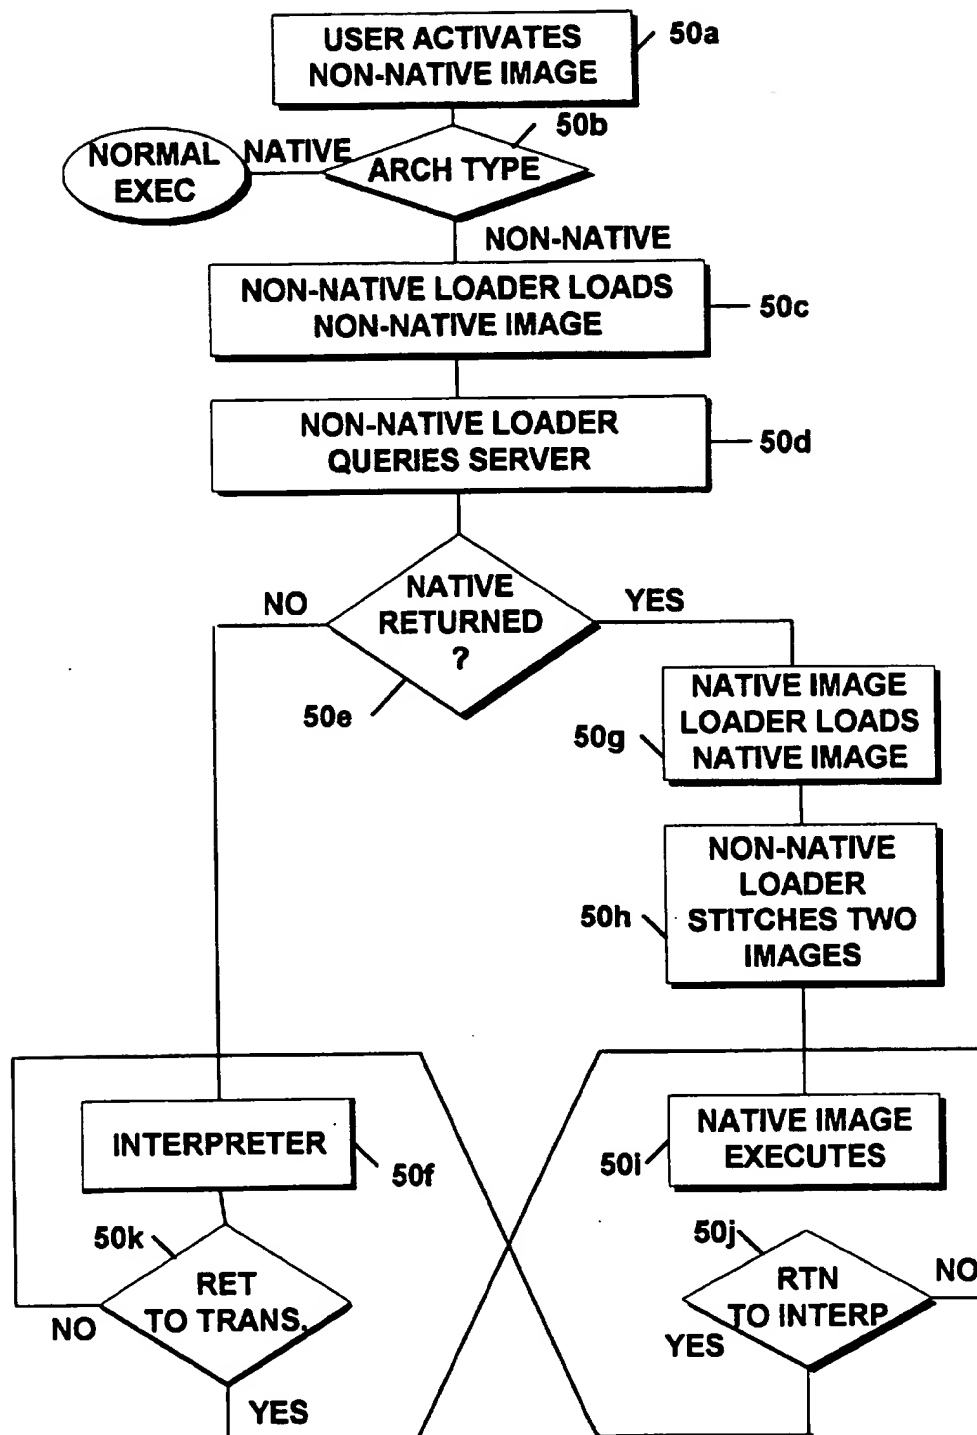 USER ACTIVATES
NON-NATIVE IMAGE
50a
50b
NORMAL
EXEC
NATIVE
ARCH TYPE
NON-NATIVE
NON-NATIVE LOADER LOADS
NON-NATIVE IMAGE
50c
NON-NATIVE LOADER
QUERIES SERVER
50d
NO
NATIVE
RETURNED
?
YES
50e
50g
NATIVE IMAGE
LOADER LOADS
NATIVE IMAGE
50h
NON-NATIVE
LOADER
STITCHES TWO
IMAGES
INTERPRETER
50f
50i
NATIVE IMAGE
EXECUTES
50k
RET
TO TRANS.
NO
YES
50j
RTN
TO INTERP
NO
YES